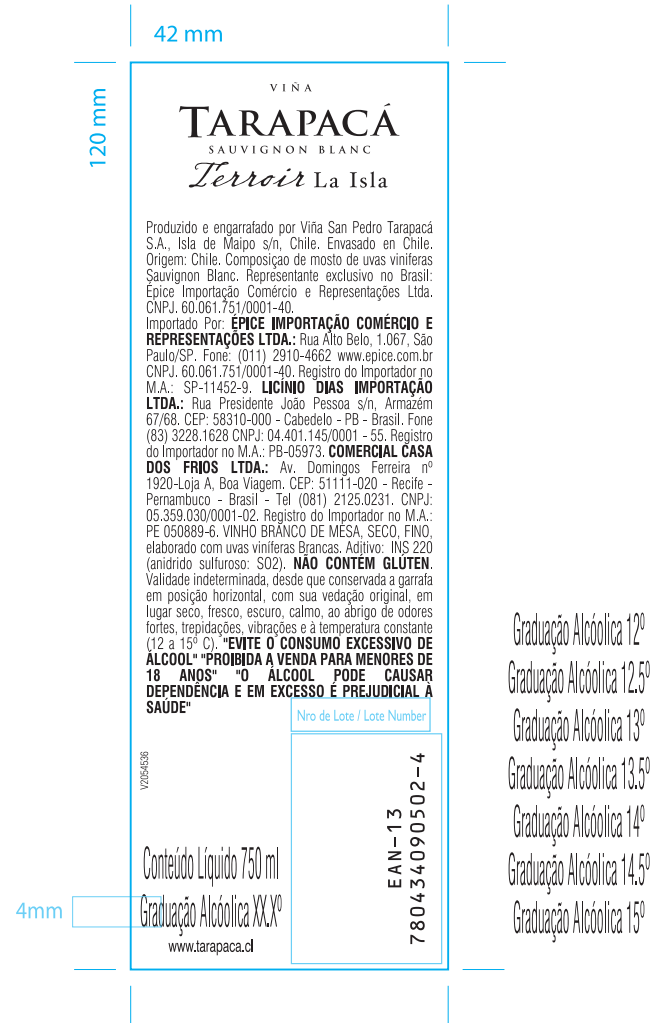 42 mm
120 mm
VIÑA
TARAPACÁ
SAUVIGNON BLANC
Terroir La Isla
Produzido e engarrafado por Viña San Pedro Tarapacá
S.A., Isla de Maipo s/n, Chile. Envasado en Chile.
Origem: Chile. Composiçao de mosto de uvas viniferas
Sauvignon Blanc. Representante exclusivo no Brasil:
Épice Importação Comércio e Representações Ltda.
CNPJ. 60.061.751/0001-40.
Importado Por: ÉPICE IMPORTAÇÃO COMÉRCIO E
REPRESENTAÇÕES LTDA.: Rua Alto Belo, 1.067, São
Paulo/SP. Fone: (011) 2910-4662 www.epice.com.br
CNPJ. 60.061.751/0001-40. Registro do Importador no
M.A.: SP-11452-9. LICÍNIO DIAS IMPORTAÇÃO
LTDA.: Rua Presidente João Pessoa s/n, Armazém
67/68. CEP: 58310-000 - Cabedelo - PB - Brasil. Fone
(83) 3228.1628 CNPJ: 04.401.145/0001 - 55. Registro
do Importador no M.A.: PB-05973. COMERCIAL CASA
DOS FRIOS LTDA.: Av. Domingos Ferreira nº
1920-Loja A, Boa Viagem. CEP: 51111-020 - Recife -
Pernambuco - Brasil - Tel (081) 2125.0231. CNPJ:
05.359.030/0001-02. Registro do Importador no M.A.:
PE 050889-6. VINHO BRANCO DE MESA, SECO, FINO,
elaborado com uvas viníferas Brancas. Aditivo: INS 220
(anidrido sulfuroso: SO2). NÃO CONTÉM GLÚTEN.
Validade indeterminada, desde que conservada a garrafa
em posição horizontal, com sua vedação original, em
lugar seco, fresco, escuro, calmo, ao abrigo de odores
fortes, trepidações, vibrações e à temperatura constante
(12 a 15º C). "EVITE O CONSUMO EXCESSIVO DE
ÁLCOOL" "PROIBIDA A VENDA PARA MENORES DE
18 ANOS" "O ÁLCOOL PODE CAUSAR
DEPENDÊNCIA E EM EXCESSO É PREJUDICIAL À
SAÚDE"
Nro de Lote / Lote Number
V2054536
EAN-13
780434090502-4
Conteúdo Líquido 750 ml
4mm
Graduação Alcóolica XX.Xº
www.tarapaca.cl
Graduação Alcóolica 12º
Graduação Alcóolica 12.5º
Graduação Alcóolica 13º
Graduação Alcóolica 13.5º
Graduação Alcóolica 14º
Graduação Alcóolica 14.5º
Graduação Alcóolica 15º